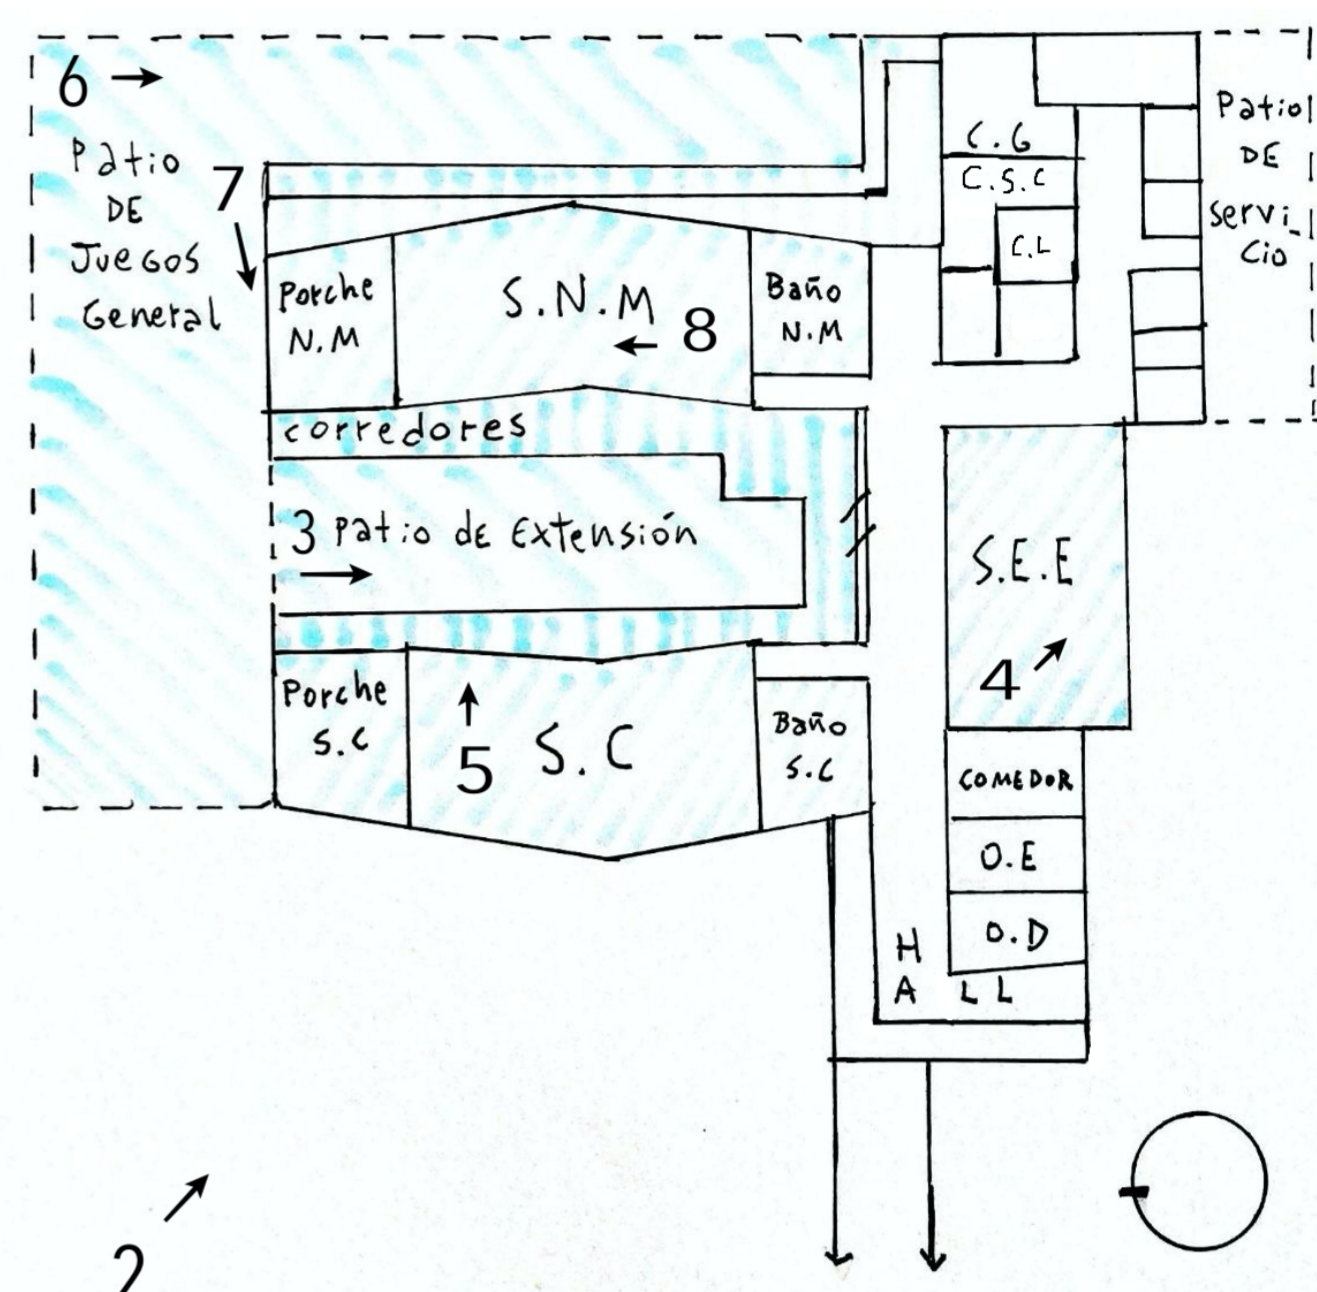 6
Patio
DE
Juegos
General
7
Porche
N.M
S.N.M
8
Baño
N.M
C.G
C.S.C
C.L
Patio
DE
servi_
cio
corredores
3 Patio de Extensión
S.E.E
4
Porche
S.C
5
S.C
Baño
S.C
COMEDOR
O.E
O.D
H
A L L
2